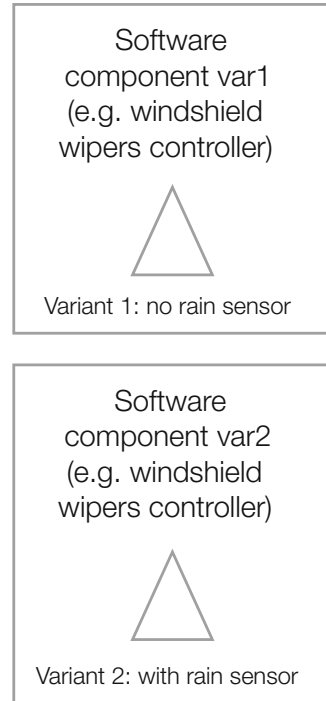 Software
component var1
(e.g. windshield
wipers controller)
Variant 1: no rain sensor
Software
component var2
(e.g. windshield
wipers controller)
Variant 2: with rain sensor